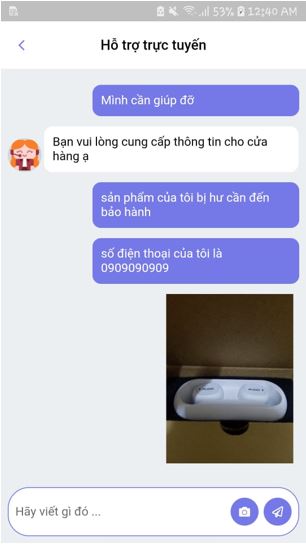 53% 12:40 AM
Hỗ trợ trực tuyến
Mình cần giúp đỡ
Bạn vui lòng cung cấp thông tin cho cửa
hàng ạ
sản phẩm của tôi bị hư cần đến
bảo hành
số điện thoại của tôi là
0909090909
Hãy viết gì đó ...